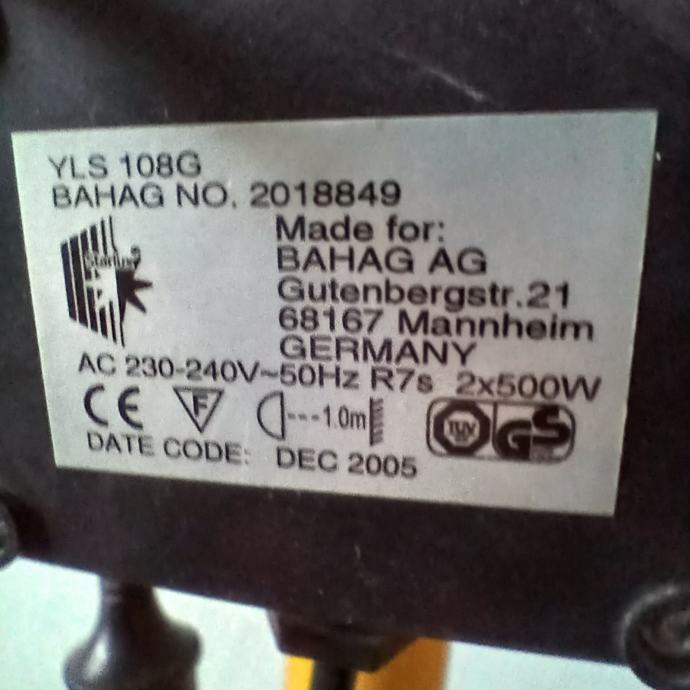 YLS 108G
BAHAG NO. 2018849
Starlux
Made for:
BAHAG AG
Gutenbergstr.21
68167 Mannheim
GERMANY
AC 230-240V~50Hz R7s 2x500W
CE F 1.0m TÜV GS
DATE CODE: DEC 2005